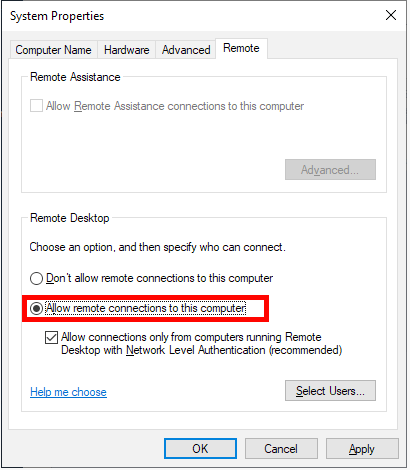 System Properties
Computer Name
Hardware
Advanced
Remote
Remote Assistance
Allow Remote Assistance connections to this computer
Advanced...
Remote Desktop
Choose an option, and then specify who can connect.
Don't allow remote connections to this computer
Allow remote connections to this computer
Allow connections only from computers running Remote
Desktop with Network Level Authentication (recommended)
Help me choose
Select Users...
OK
Cancel
Apply